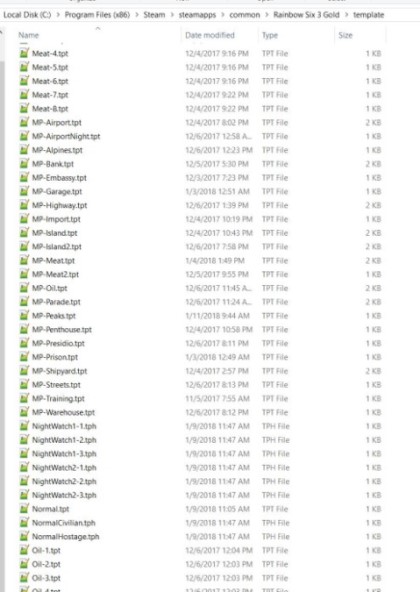 Local Disk (C:) > Program Files (x86) > Steam > steamapps > common > Rainbow Six 3 Gold > template
Name Date modified Type Size
Meat-4.tpt 12/4/2017 9:16 PM TPT File 1 KB
Meat-5.tpt 12/4/2017 9:16 PM TPT File 1 KB
Meat-6.tpt 12/4/2017 9:16 PM TPT File 1 KB
Meat-7.tpt 12/4/2017 9:22 PM TPT File 1 KB
Meat-8.tpt 12/4/2017 9:22 PM TPT File 1 KB
MP-Airport.tpt 12/4/2017 8:02 PM TPT File 2 KB
MP-AirportNight.tpt 12/6/2017 12:58 A... TPT File 2 KB
MP-Alpines.tpt 12/6/2017 12:23 PM TPT File 1 KB
MP-Bank.tpt 12/5/2017 5:30 PM TPT File 2 KB
MP-Embassy.tpt 12/3/2017 7:23 PM TPT File 1 KB
MP-Garage.tpt 1/3/2018 12:51 AM TPT File 1 KB
MP-Highway.tpt 12/6/2017 1:39 PM TPT File 2 KB
MP-Import.tpt 12/4/2017 10:19 PM TPT File 1 KB
MP-Island.tpt 12/4/2017 10:43 PM TPT File 2 KB
MP-Island2.tpt 12/6/2017 7:58 PM TPT File 1 KB
MP-Meat.tpt 1/4/2018 1:49 PM TPT File 2 KB
MP-Meat2.tpt 12/5/2017 9:55 PM TPT File 1 KB
MP-Oil.tpt 12/6/2017 11:45 A... TPT File 2 KB
MP-Parade.tpt 12/6/2017 11:24 A... TPT File 2 KB
MP-Peaks.tpt 1/11/2018 9:44 AM TPT File 1 KB
MP-Penthouse.tpt 12/4/2017 10:58 PM TPT File 1 KB
MP-Presidio.tpt 12/6/2017 8:11 PM TPT File 1 KB
MP-Prison.tpt 1/3/2018 12:49 AM TPT File 1 KB
MP-Shipyard.tpt 12/4/2017 2:57 PM TPT File 2 KB
MP-Streets.tpt 12/6/2017 8:13 PM TPT File 1 KB
MP-Training.tpt 11/5/2017 7:55 AM TPT File 1 KB
MP-Warehouse.tpt 12/6/2017 8:12 PM TPT File 1 KB
NightWatch1-1.tph 1/9/2018 11:47 AM TPH File 1 KB
NightWatch1-2.tph 1/9/2018 11:47 AM TPH File 1 KB
NightWatch1-3.tph 1/9/2018 11:47 AM TPH File 1 KB
NightWatch2-1.tph 1/9/2018 11:47 AM TPH File 1 KB
NightWatch2-2.tph 1/9/2018 11:47 AM TPH File 1 KB
NightWatch2-3.tph 1/9/2018 11:47 AM TPH File 1 KB
Normal.tpt 1/9/2018 11:05 AM TPT File 1 KB
NormalCivilian.tph 1/9/2018 11:47 AM TPH File 1 KB
NormalHostage.tph 1/9/2018 11:47 AM TPH File 1 KB
Oil-1.tpt 12/6/2017 12:04 PM TPT File 1 KB
Oil-2.tpt 12/6/2017 12:03 PM TPT File 1 KB
Oil-3.tpt 12/6/2017 12:03 PM TPT File 1 KB
Oil-4.tpt 12/6/2017 12:03 PM TPT File 1 KB